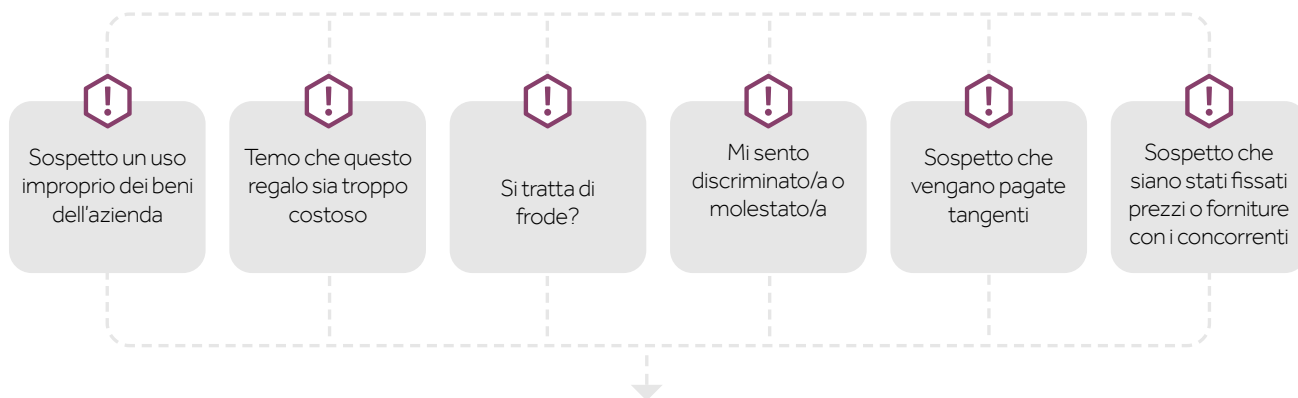 Sospetto un uso
improprio dei beni
dell'azienda
Temo che questo
regalo sia troppo
costoso
Si tratta di
frode?
Mi sento
discriminato/a o
molestato/a
Sospetto che
vengano pagate
tangenti
Sospetto che
siano stati fissati
prezzi o forniture
con i concorrenti